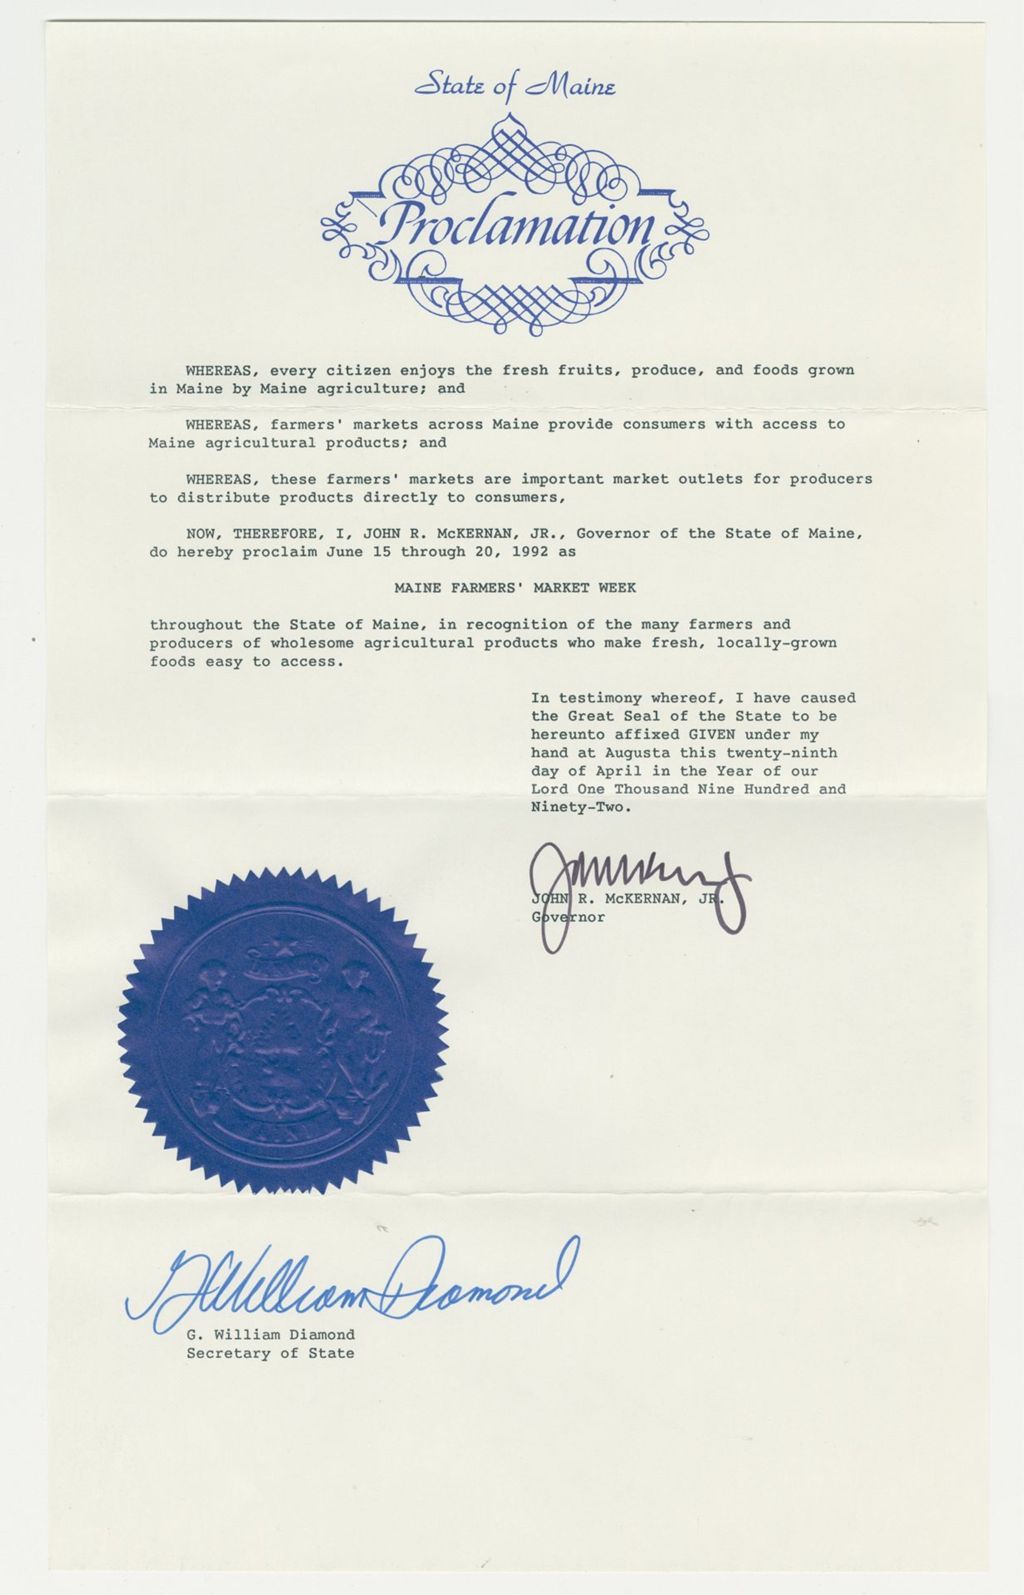 State of Maine
Proclamation
WHEREAS, every citizen enjoys the fresh fruits, produce, and foods grown
in Maine by Maine agriculture; and
WHEREAS, farmers' markets across Maine provide consumers with access to
Maine agricultural products; and
WHEREAS, these farmers' markets are important market outlets for producers
to distribute products directly to consumers,
NOW, THEREFORE, I, JOHN R. McKERNAN, JR., Governor of the State of Maine,
do hereby proclaim June 15 through 20, 1992 as
MAINE FARMERS' MARKET WEEK
throughout the State of Maine, in recognition of the many farmers and
producers of wholesome agricultural products who make fresh, locally-grown
foods easy to access.
In testimony whereof, I have caused
the Great Seal of the State to be
hereunto affixed GIVEN under my
hand at Augusta this twenty-ninth
day of April in the Year of our
Lord One Thousand Nine Hundred and
Ninety-Two.
JOHN R. McKERNAN, JR.
Governor
G William Diamond
G. William Diamond
Secretary of State